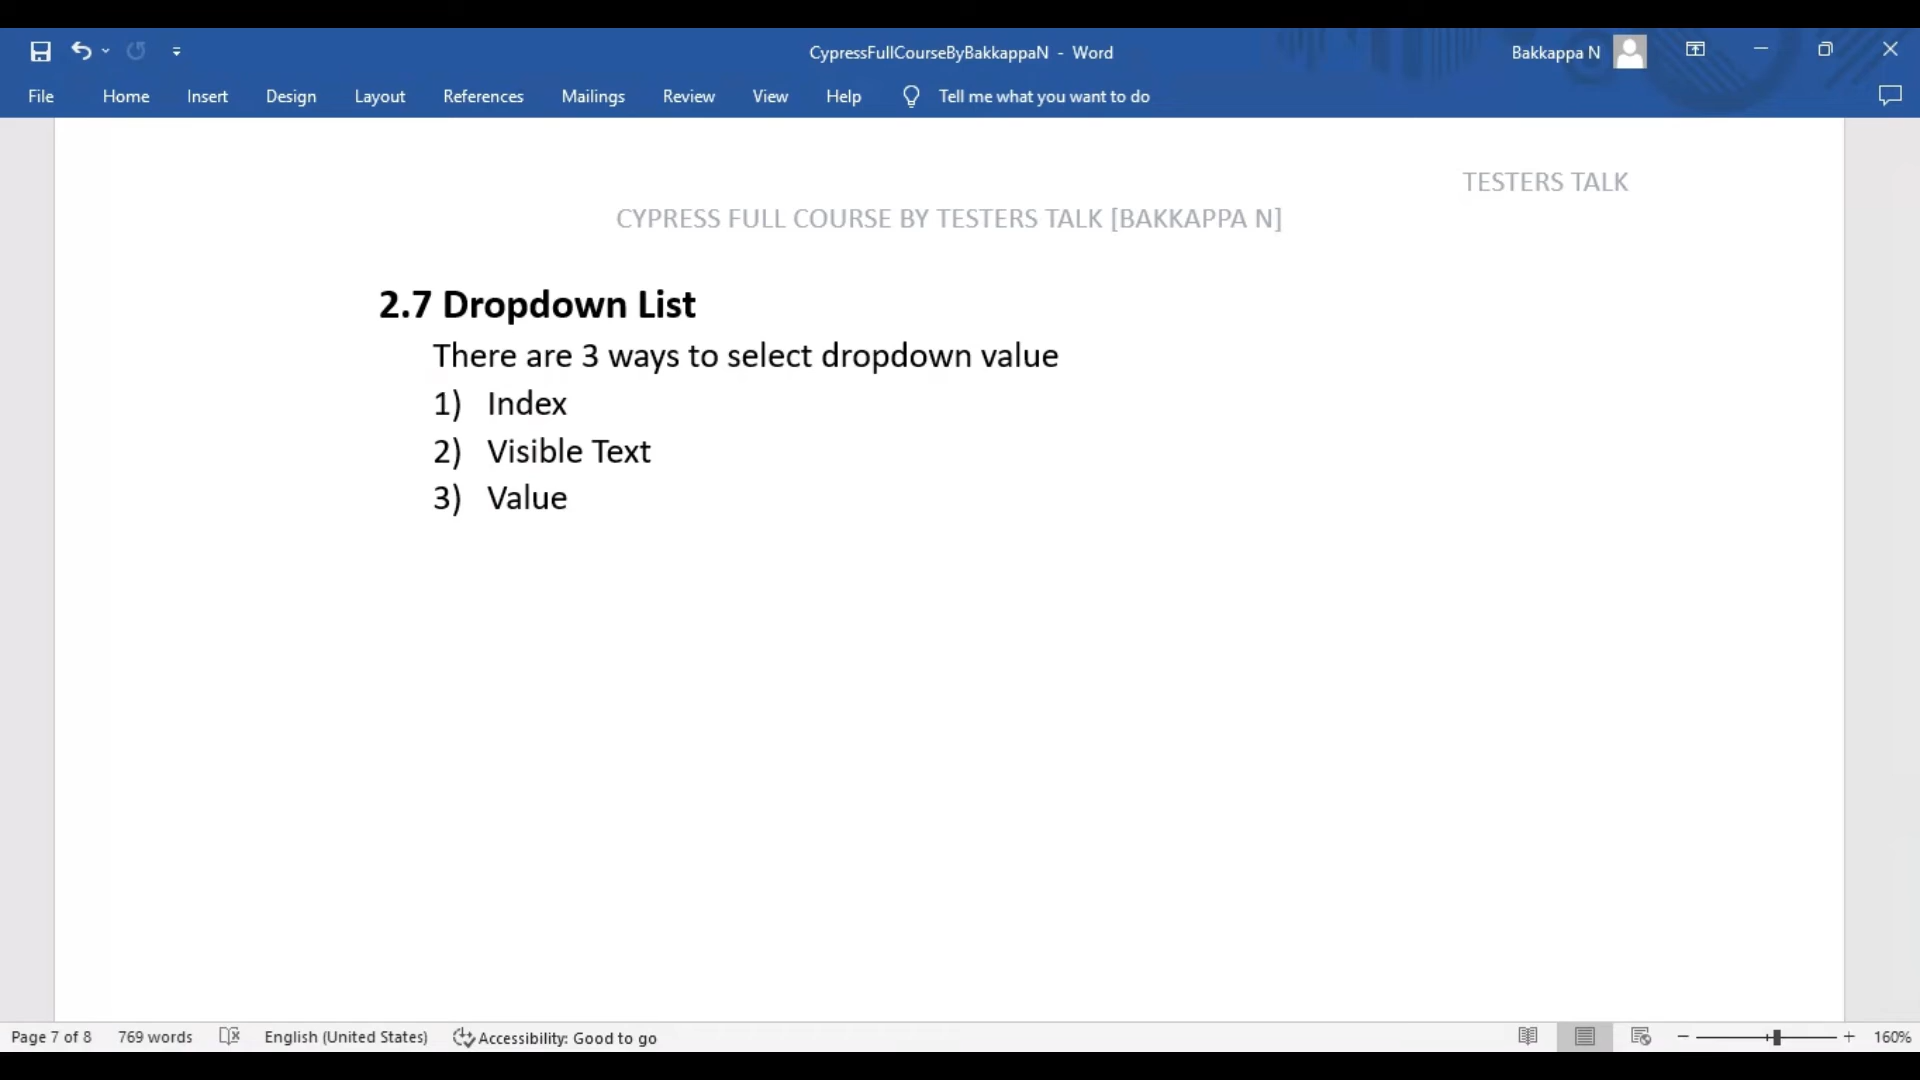 CypressFullCourseByBakkappaN - Word
Bakkappa N
File Home Insert Design Layout References Mailings Review View Help Tell me what you want to do
TESTERS TALK
CYPRESS FULL COURSE BY TESTERS TALK [BAKKAPPA N]
2.7 Dropdown List
There are 3 ways to select dropdown value
1) Index
2) Visible Text
3) Value
Page 7 of 8 769 words English (United States) Accessibility: Good to go 160%